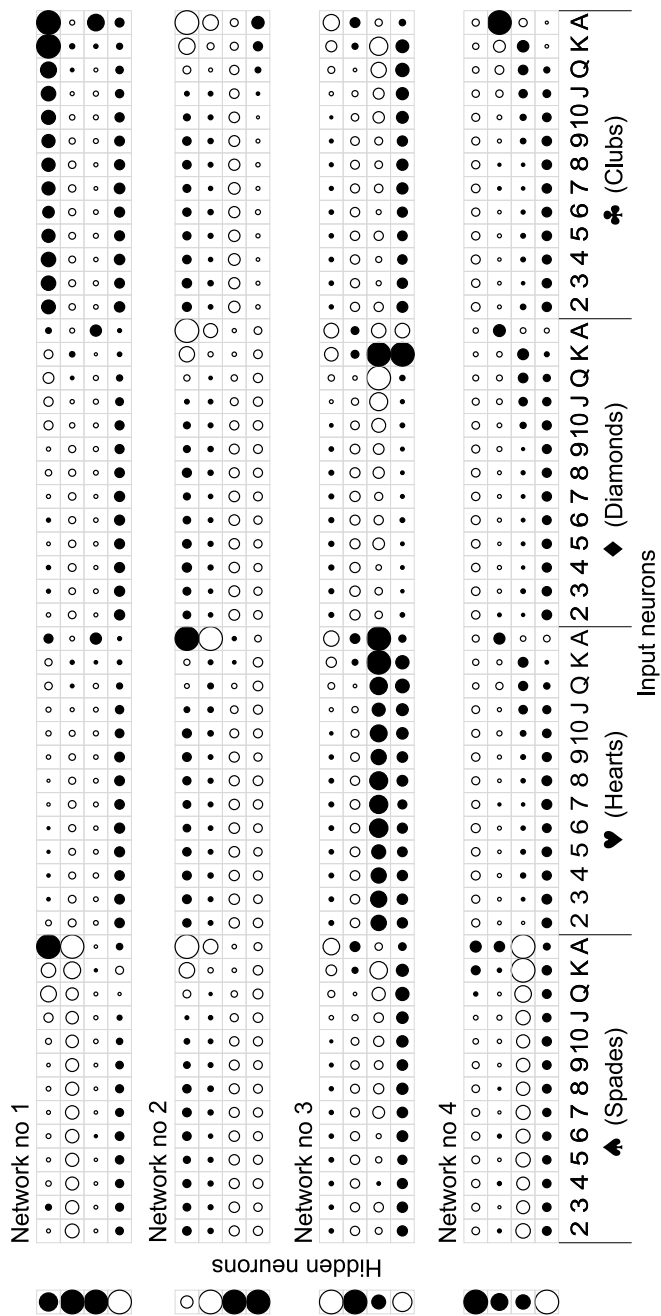 Network no 1
Network no 2
Network no 3
Network no 4
Hidden neurons
2 3 4 5 6 7 8 9 10 J Q K A 2 3 4 5 6 7 8 9 10 J Q K A 2 3 4 5 6 7 8 9 10 J Q K A 2 3 4 5 6 7 8 9 10 J Q K A
♠ (Spades) ♥ (Hearts) ♦ (Diamonds) ♣ (Clubs)
Input neurons